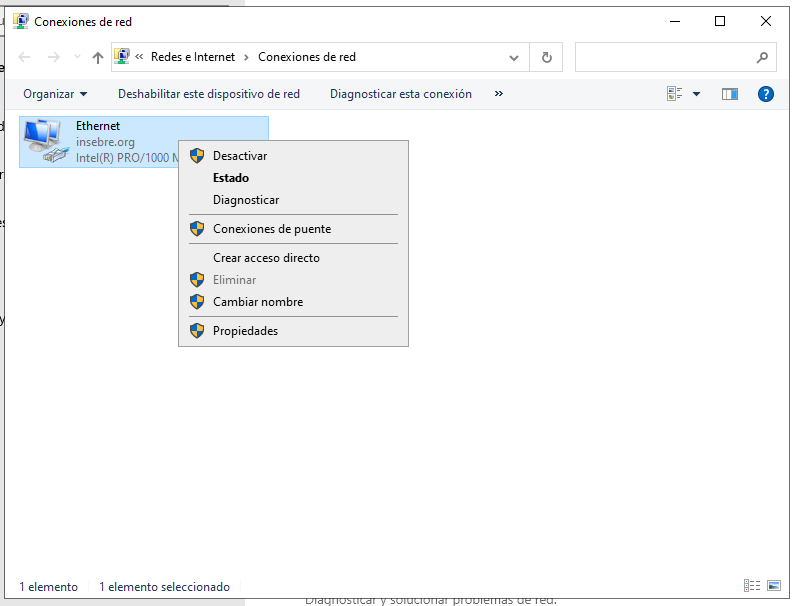 Conexiones de red
« Redes e Internet > Conexiones de red
Organizar Deshabilitar este dispositivo de red Diagnosticar esta conexión »
Ethernet
insebre.org
Intel(R) PRO/1000 M
Desactivar
Estado
Diagnosticar
Conexiones de puente
Crear acceso directo
Eliminar
Cambiar nombre
Propiedades
1 elemento 1 elemento seleccionado
Diagnosticar y solucionar problemas de red.